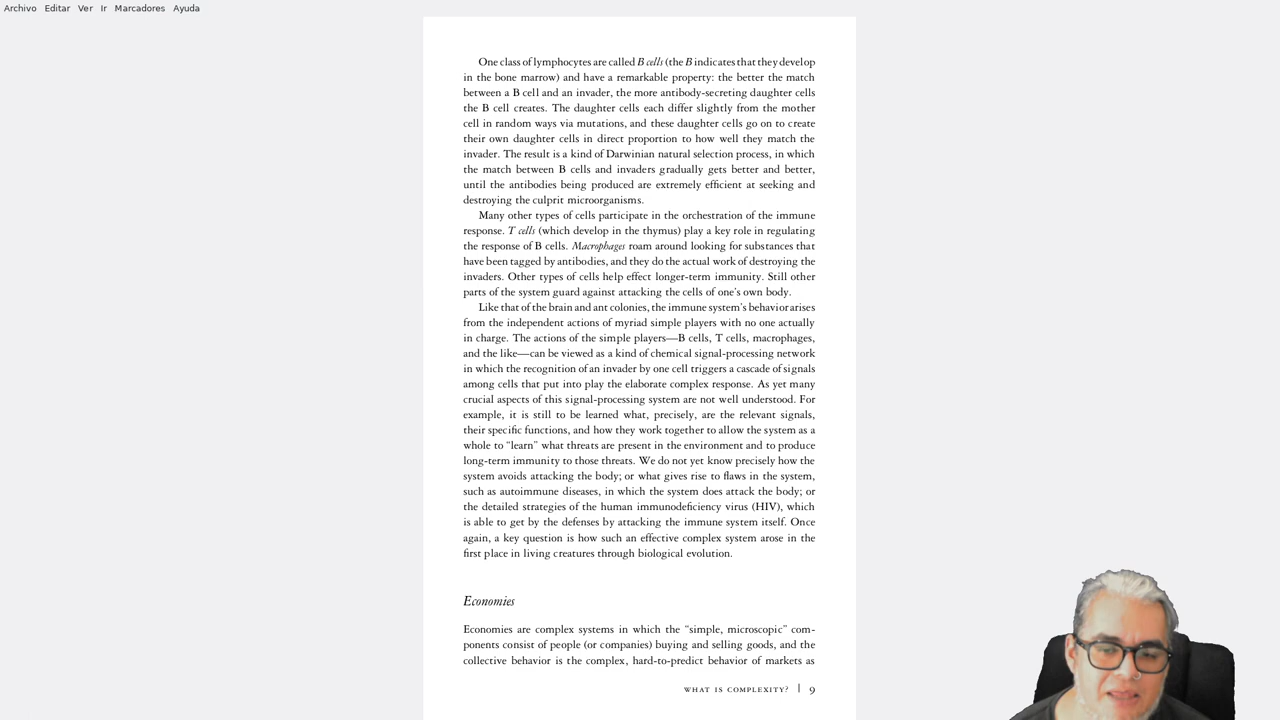 Archivo Editar Ver Ir Marcadores Ayuda
One class of lymphocytes are called B cells (the B indicates that they develop
in the bone marrow) and have a remarkable property: the better the match
between a B cell and an invader, the more antibody-secreting daughter cells
the B cell creates. The daughter cells each differ slightly from the mother
cell in random ways via mutations, and these daughter cells go on to create
their own daughter cells in direct proportion to how well they match the
invader. The result is a kind of Darwinian natural selection process, in which
the match between B cells and invaders gradually gets better and better,
until the antibodies being produced are extremely efficient at seeking and
destroying the culprit microorganisms.
Many other types of cells participate in the orchestration of the immune
response. T cells (which develop in the thymus) play a key role in regulating
the response of B cells. Macrophages roam around looking for substances that
have been tagged by antibodies, and they do the actual work of destroying the
invaders. Other types of cells help effect longer-term immunity. Still other
parts of the system guard against attacking the cells of one's own body.
Like that of the brain and ant colonies, the immune system's behavior arises
from the independent actions of myriad simple players with no one actually
in charge. The actions of the simple players—B cells, T cells, macrophages,
and the like—can be viewed as a kind of chemical signal-processing network
in which the recognition of an invader by one cell triggers a cascade of signals
among cells that put into play the elaborate complex response. As yet many
crucial aspects of this signal-processing system are not well understood. For
example, it is still to be learned what, precisely, are the relevant signals,
their specific functions, and how they work together to allow the system as a
whole to “learn” what threats are present in the environment and to produce
long-term immunity to those threats. We do not yet know precisely how the
system avoids attacking the body; or what gives rise to flaws in the system,
such as autoimmune diseases, in which the system does attack the body; or
the detailed strategies of the human immunodeficiency virus (HIV), which
is able to get by the defenses by attacking the immune system itself. Once
again, a key question is how such an effective complex system arose in the
first place in living creatures through biological evolution.
Economies
Economies are complex systems in which the “simple, microscopic” com-
ponents consist of people (or companies) buying and selling goods, and the
collective behavior is the complex, hard-to-predict behavior of markets as
WHAT IS COMPLEXITY? | 9